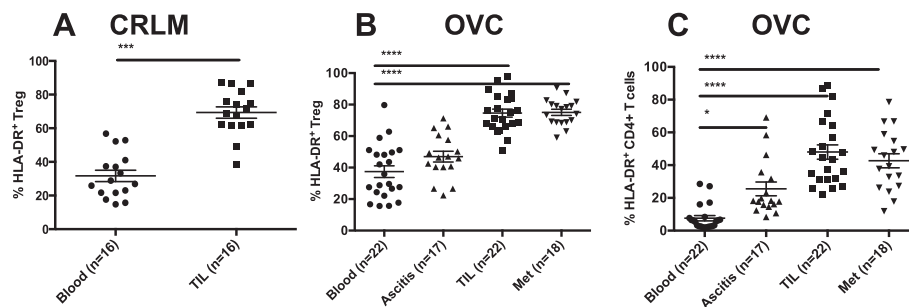 A CRLM
***
% HLA-DR+ Treg
100
80
60
40
20
0
Blood (n=16)
TIL (n=16)
B OVC
****
****
% HLA-DR+ Treg
100
80
60
40
20
0
Blood (n=22)
Ascitis (n=17)
TIL (n=22)
Met (n=18)
C OVC
****
****
*
% HLA-DR+ CD4+ T cells
100
80
60
40
20
0
Blood (n=22)
Ascitis (n=17)
TIL (n=22)
Met (n=18)